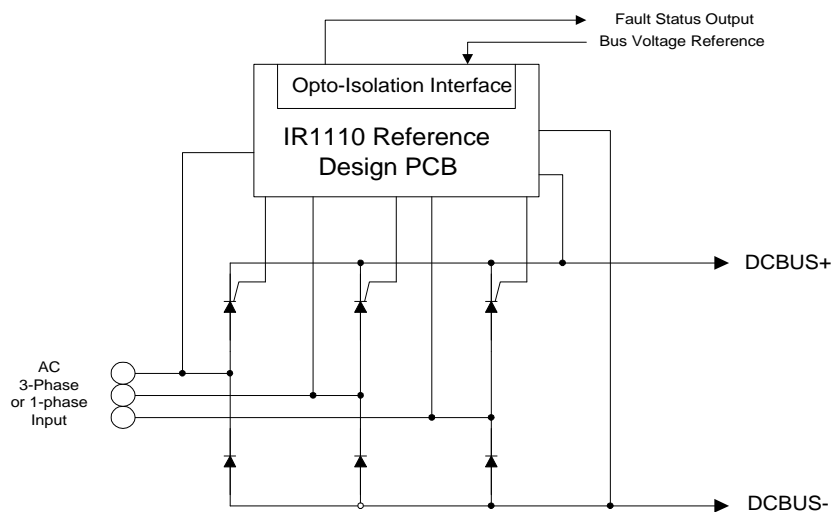 Fault Status Output
Bus Voltage Reference
Opto-Isolation Interface
IR1110 Reference
Design PCB
DCBUS+
AC
3-Phase
or 1-phase
Input
DCBUS-